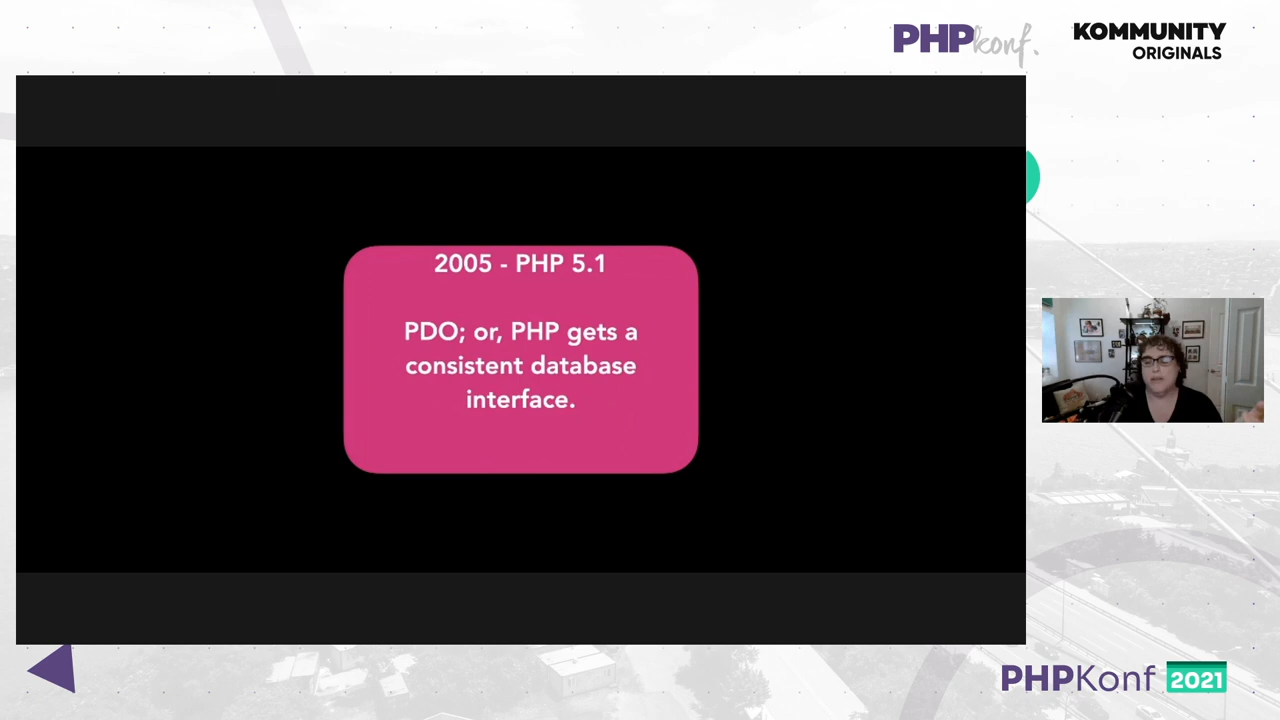 PHPkonf.
KOMMUNITY
ORIGINALS
2005 - PHP 5.1
PDO; or, PHP gets a
consistent database
interface.
PHPKonf 2021